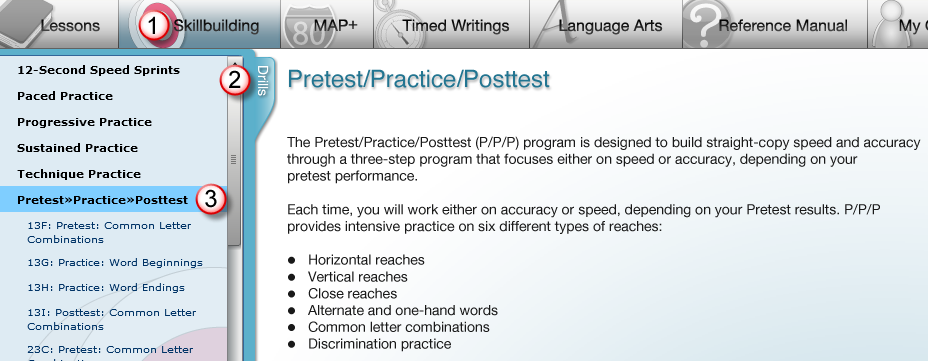 Lessons 1 Skillbuilding 80 MAP+ Timed Writings Language Arts ? Reference Manual My
12-Second Speed Sprints
Paced Practice
Progressive Practice
Sustained Practice
Technique Practice
Pretest»Practice»Posttest 3
13F: Pretest: Common Letter
Combinations
13G: Practice: Word Beginnings
13H: Practice: Word Endings
13I: Posttest: Common Letter
Combinations
23C: Pretest: Common Letter
2
Drills
Pretest/Practice/Posttest
The Pretest/Practice/Posttest (P/P/P) program is designed to build straight-copy speed and accuracy
through a three-step program that focuses either on speed or accuracy, depending on your
pretest performance.
Each time, you will work either on accuracy or speed, depending on your Pretest results. P/P/P
provides intensive practice on six different types of reaches:
● Horizontal reaches
● Vertical reaches
● Close reaches
● Alternate and one-hand words
● Common letter combinations
● Discrimination practice